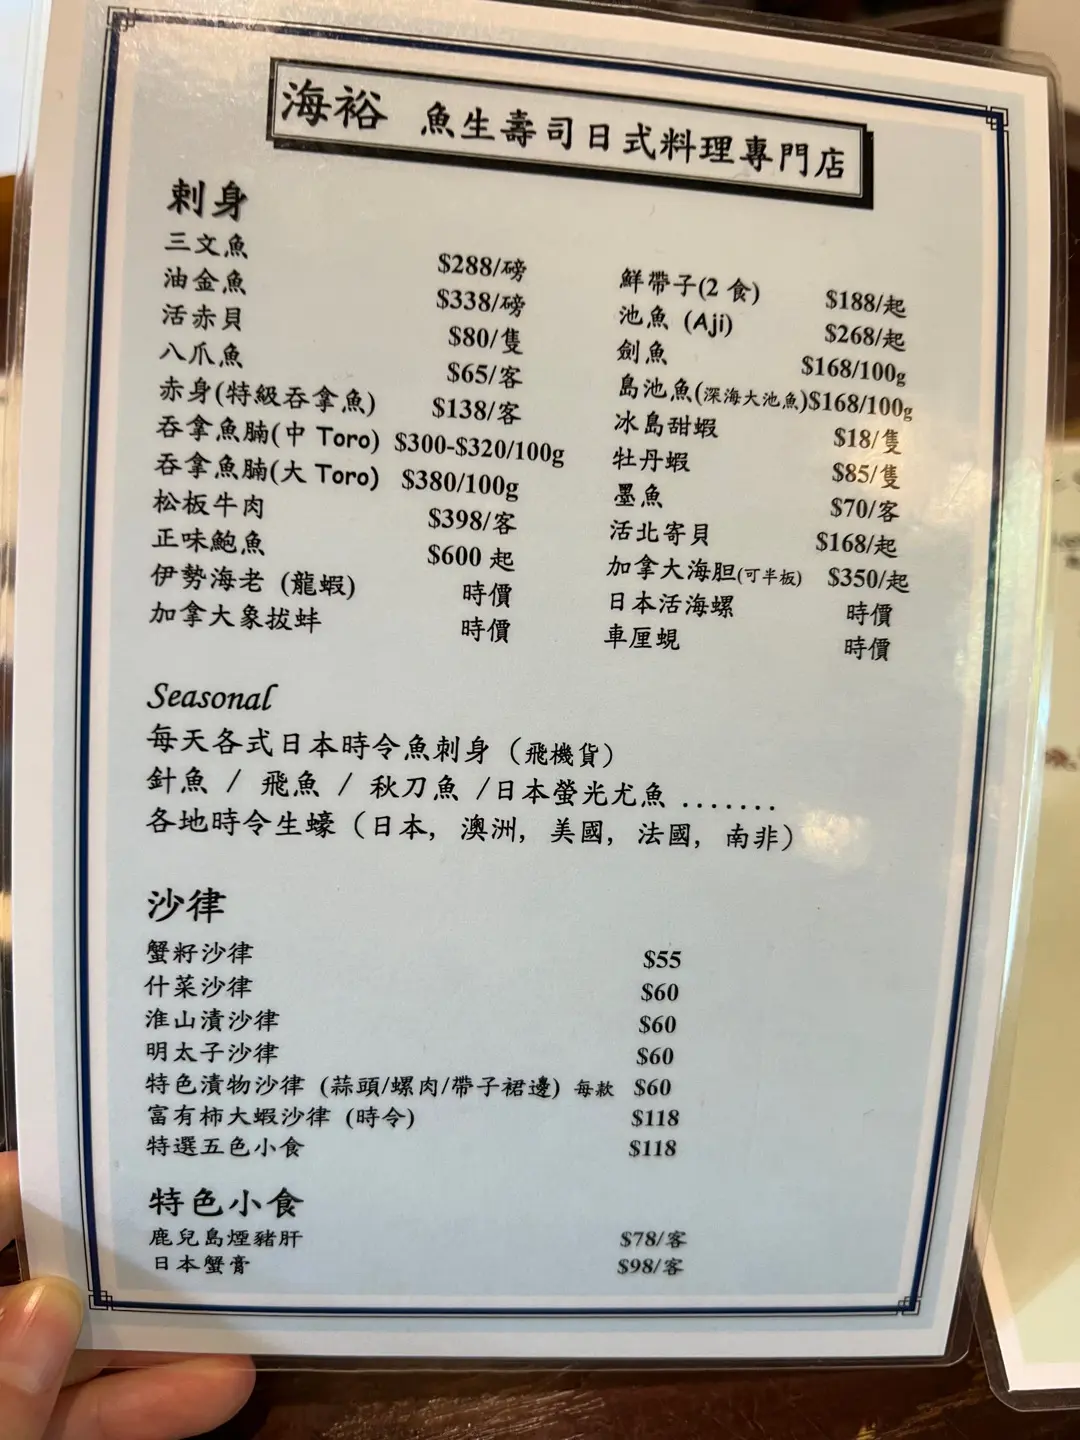 海裕 魚生壽司日式料理專門店
刺身
三文魚 $288/磅
油金魚 $338/磅
活赤貝 $80/隻
八爪魚 $65/客
赤身(特級吞拿魚) $138/客
吞拿魚腩(中 Toro) $300-$320/100g
吞拿魚腩(大 Toro) $380/100g
松板牛肉 $398/客
正味鮑魚 $600 起
伊勢海老 (龍蝦) 時價
加拿大象拔蚌 時價
鮮帶子(2 食) $188/起
池魚 (Aji) $268/起
劍魚 $168/100g
島池魚(深海大池魚)$168/100g
冰島甜蝦 $18/隻
牡丹蝦 $85/隻
墨魚 $70/客
活北寄貝 $168/起
加拿大海胆(可半板) $350/起
日本活海螺 時價
車厘蜆 時價
Seasonal
每天各式日本時令魚刺身（飛機貨）
針魚 / 飛魚 / 秋刀魚 /日本螢光尤魚 .......
各地時令生蠔（日本, 澳洲, 美國, 法國, 南非）
沙律
蟹籽沙律 $55
什菜沙律 $60
淮山漬沙律 $60
明太子沙律 $60
特色漬物沙律 (蒜頭/螺肉/帶子裙邊) 每款 $60
富有柿大蝦沙律 (時令) $118
特選五色小食 $118
特色小食
鹿兒島煙豬肝 $78/客
日本蟹膏 $98/客